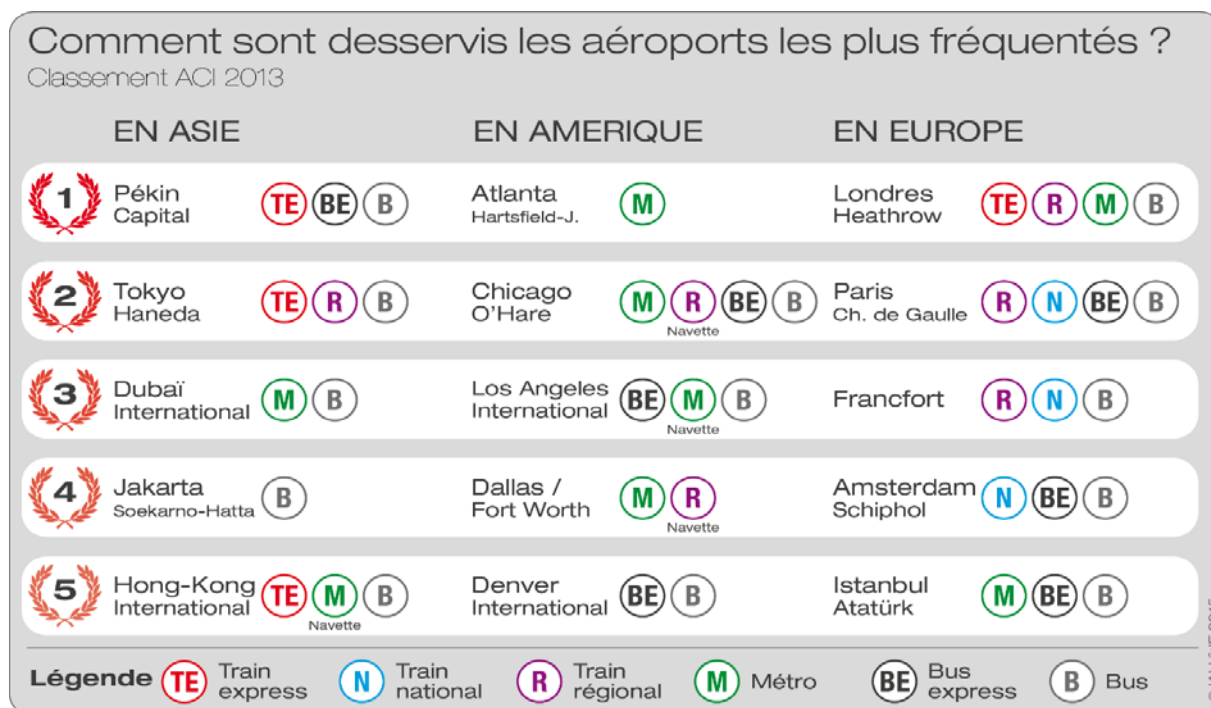 Comment sont desservis les aéroports les plus fréquentés ?
Classement ACI 2013
EN ASIE
EN AMERIQUE
EN EUROPE
1
Pékin
Capital
TE BE B
Atlanta
Hartsfield-J.
M
Londres
Heathrow
TE R M B
2
Tokyo
Haneda
TE R B
Chicago
O'Hare
M R BE B
Navette
Paris
Ch. de Gaulle
R N BE B
3
Dubaï
International
M B
Los Angeles
International
BE M B
Navette
Francfort
R N B
4
Jakarta
Soekarno-Hatta
B
Dallas /
Fort Worth
M R
Navette
Amsterdam
Schiphol
N BE B
5
Hong-Kong
International
TE M B
Navette
Denver
International
BE B
Istanbul
Atatürk
M BE B
Légende
TE Train
express
N Train
national
R Train
régional
M Métro
BE Bus
express
B Bus